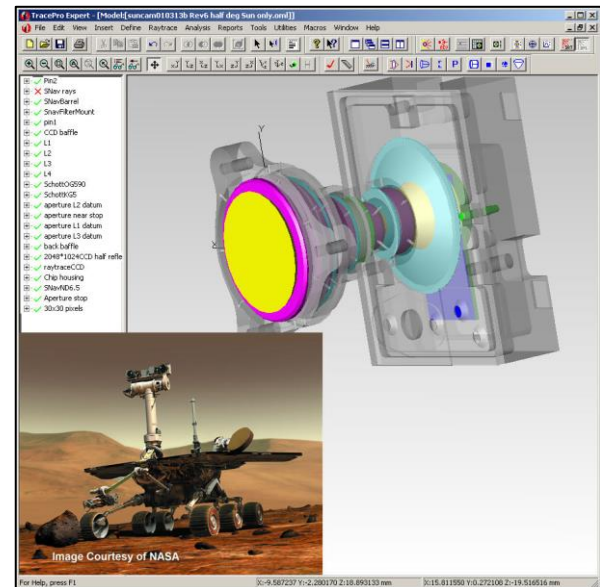 TracePro Expert - [Model:[suncam010313b Rev6 half deg Sun only.oml]]
File Edit View Insert Define Raytrace Analysis Reports Tools Utilities Macros Window Help
Pin2
SNav rays
SNavBarrel
SnavFilterMount
pin1
CCD baffle
L1
L2
L3
L4
SchottOG590
SchottKG5
aperture L2 datum
aperture near stop
aperture L1 datum
aperture L3 datum
back baffle
2048*1024CCD half refle
raytraceCCD
Chip housing
SNavND6.5
Aperture stop
30x30 pixels
Y
Image Courtesy of NASA
For Help, press F1
X:-9.587237 Y:-2.280170 Z:18.893133 mm
X:15.811550 Y:0.272108 Z:-19.516516 mm